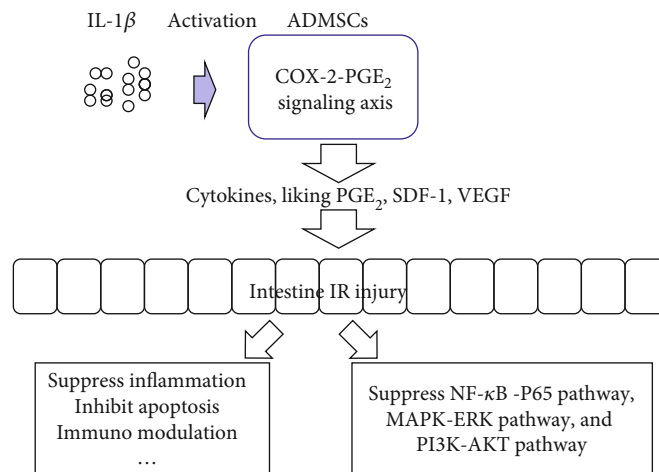 IL-1β Activation ADMSCs
COX-2-PGE₂
signaling axis
Cytokines, liking PGE₂, SDF-1, VEGF
Intestine IR injury
Suppress inflammation
Inhibit apoptosis
Immuno modulation
...
Suppress NF-κB -P65 pathway,
MAPK-ERK pathway, and
PI3K-AKT pathway